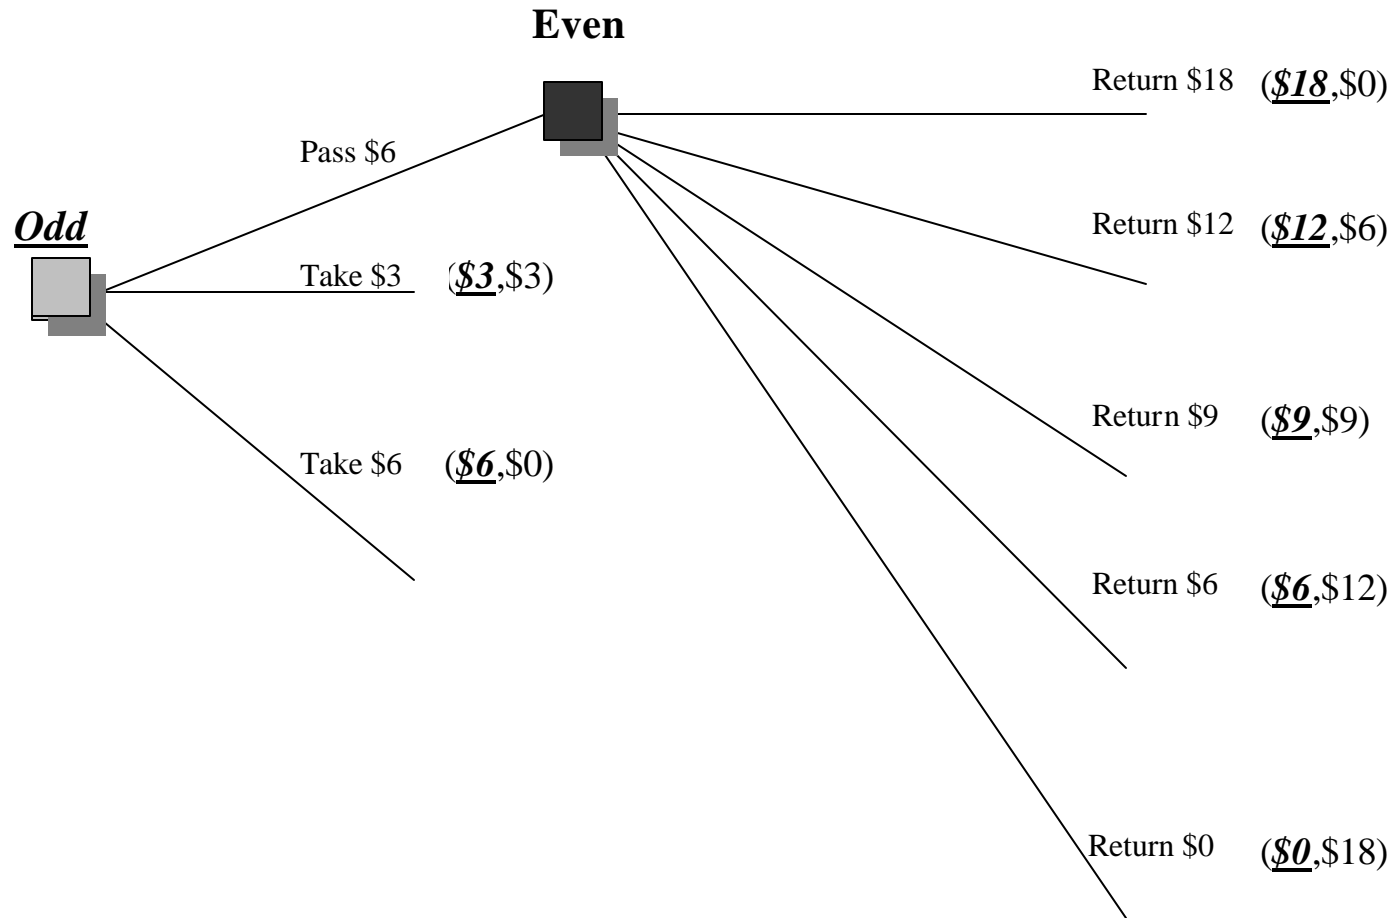 Even
Return $18 ($18,$0)
Pass $6
Odd
Return $12 ($12,$6)
Take $3 ($3,$3)
Return $9 ($9,$9)
Take $6 ($6,$0)
Return $6 ($6,$12)
Return $0 ($0,$18)